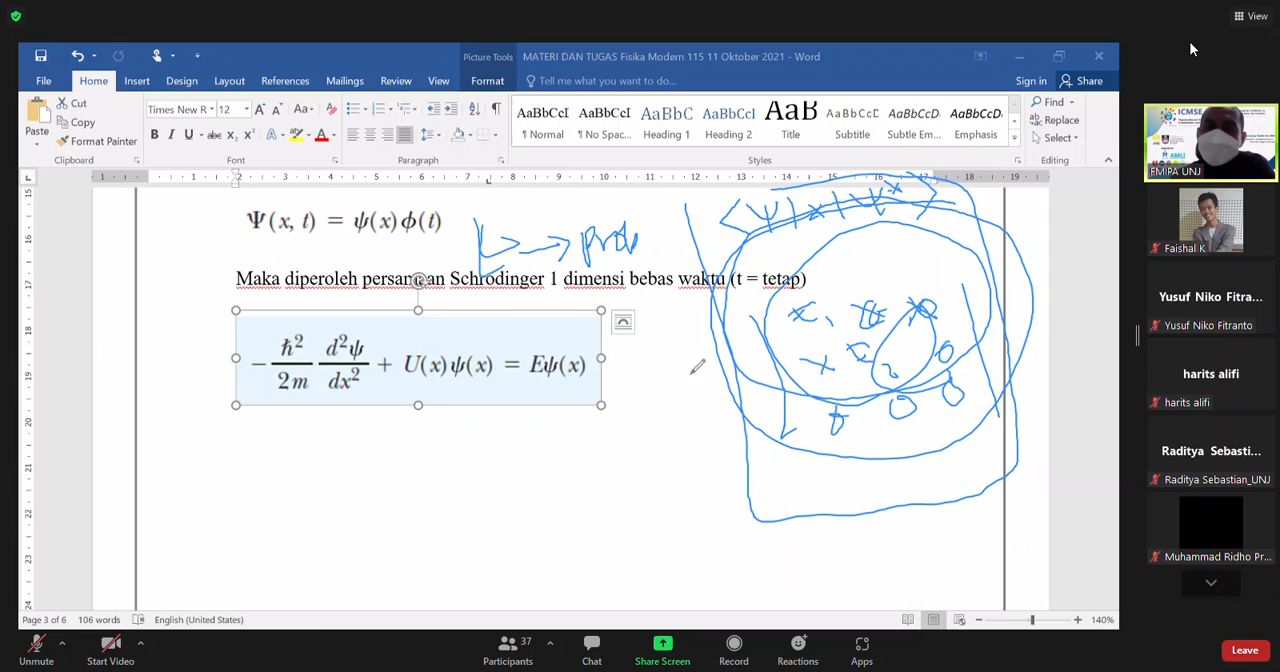 View
MATERI DAN TUGAS Fisika Modern 115 11 Oktober 2021 - Word
Picture Tools
File Home Insert Design Layout References Mailings Review View Format Tell me what you want to do... Sign in Share
Paste Cut Copy Format Painter
Times New R 12
AaBbCcI AaBbCcI AaBbC AaBbCc AaB AaBbCcD AaBbCcD. AaBbCcD.
¶ Normal ¶ No Spac... Heading 1 Heading 2 Title Subtitle Subtle Em... Emphasis
Find Replace Select
Clipboard Font Paragraph Styles Editing
Ψ(x, t) = ψ(x)ϕ(t)
Maka diperoleh persamaan Schrodinger 1 dimensi bebas waktu (t = tetap)
− ℏ²/2m d²ψ/dx² + U(x)ψ(x) = Eψ(x)
<ψ|x|ψ*>
Page 3 of 6 106 words English (United States) 140%
ICMSE
AMLI
FMIPA UNJ
Faishal K
Yusuf Niko Fitra...
Yusuf Niko Fitranto
harits alifi
harits alifi
Raditya Sebasti...
Raditya Sebastian_UNJ
Muhammad Ridho Pr...
Unmute Start Video Participants 37 Chat Share Screen Record Reactions Apps Leave